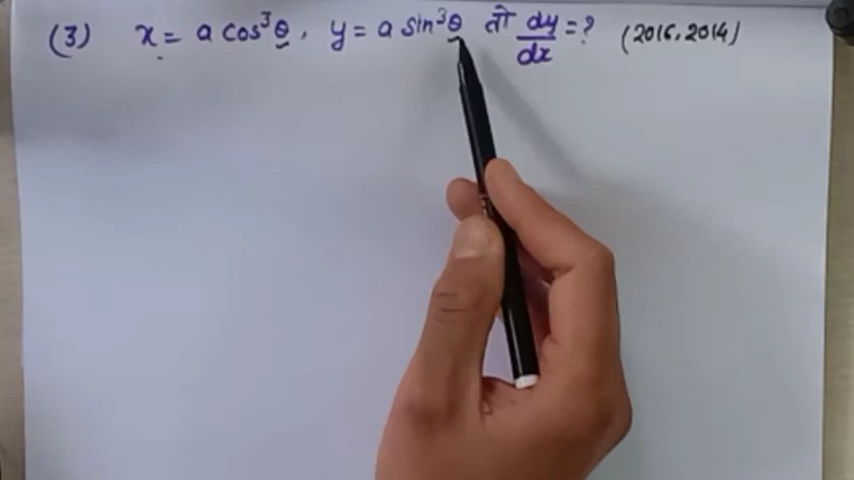 (3) x = a cos³θ, y = a sin³θ तो dy/dx = ? (2016, 2014)